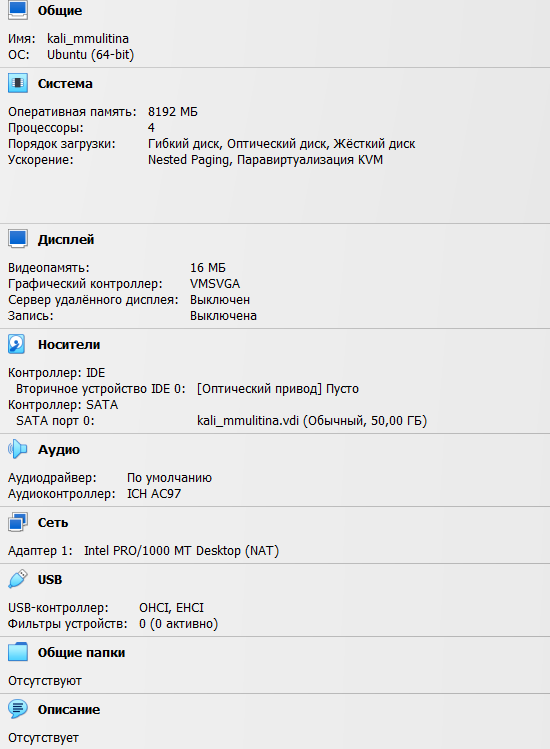 Общие
Имя: kali_mmulitina
ОС: Ubuntu (64-bit)
Система
Оперативная память: 8192 МБ
Процессоры: 4
Порядок загрузки: Гибкий диск, Оптический диск, Жёсткий диск
Ускорение: Nested Paging, Паравиртуализация KVM
Дисплей
Видеопамять: 16 МБ
Графический контроллер: VMSVGA
Сервер удалённого дисплея: Выключен
Запись: Выключена
Носители
Контроллер: IDE
Вторичное устройство IDE 0: [Оптический привод] Пусто
Контроллер: SATA
SATA порт 0: kali_mmulitina.vdi (Обычный, 50,00 ГБ)
Аудио
Аудиодрайвер: По умолчанию
Аудиоконтроллер: ICH AC97
Сеть
Адаптер 1: Intel PRO/1000 MT Desktop (NAT)
USB
USB-контроллер: OHCI, EHCI
Фильтры устройств: 0 (0 активно)
Общие папки
Отсутствуют
Описание
Отсутствует